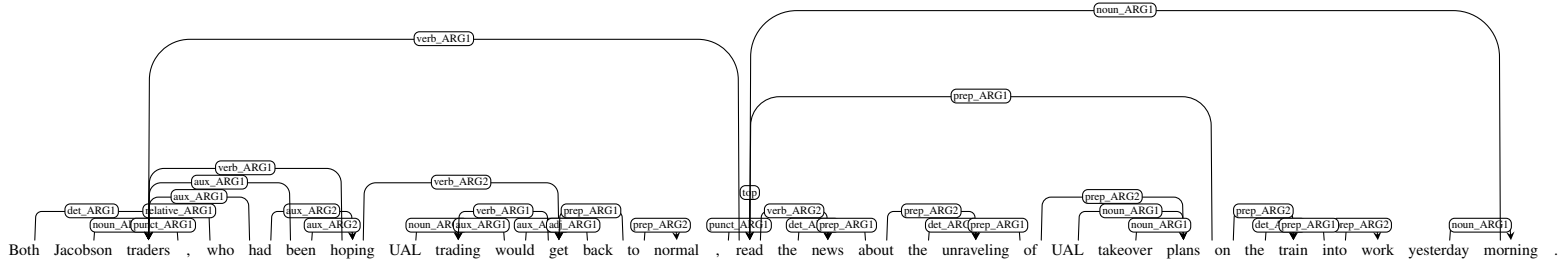 noun_ARG1
verb_ARG1
prep_ARG1
verb_ARG1
aux_ARG1 verb_ARG2
top
aux_ARG1 prep_ARG2
det_ARG1 relative_ARG1 aux_ARG2 verb_ARG1 prep_ARG1 verb_ARG2 prep_ARG2 noun_ARG1 prep_ARG2
punct_ARG1 aux_ARG2 aux_ARG1 prep_ARG2 punct_ARG1 prep_ARG1 prep_ARG1 noun_ARG1 prep_ARG1 noun_ARG1
Both Jacobson traders , who had been hoping UAL trading would get back to normal , read the news about the unraveling of UAL takeover plans on the train into work yesterday morning .